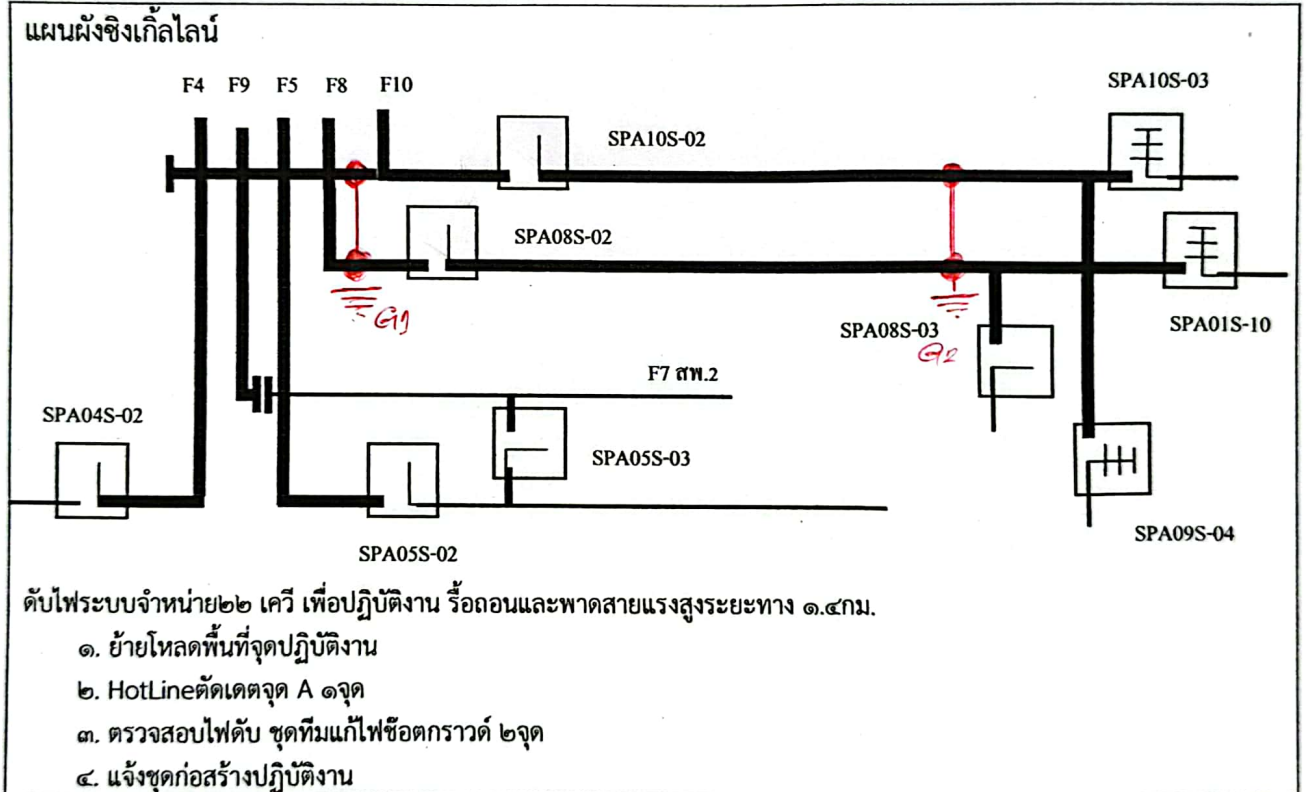 แผนผังซิงเกิ้ลไลน์
F4 F9 F5 F8 F10
SPA10S-03
SPA10S-02
SPA08S-02
G1
SPA08S-03
G2
SPA01S-10
F7 สพ.2
SPA04S-02
SPA05S-03
SPA05S-02
SPA09S-04
ดับไฟระบบจำหน่าย๒๒ เควี เพื่อปฏิบัติงาน รื้อถอนและพาดสายแรงสูงระยะทาง ๑.๔กม.
๑. ย้ายโหลดพื้นที่จุดปฏิบัติงาน
๒. HotLineตัดเดตจุด A ๑จุด
๓. ตรวจสอบไฟดับ ชุดทีมแก้ไฟช๊อตกราวด์ ๒จุด
๔. แจ้งชุดก่อสร้างปฏิบัติงาน